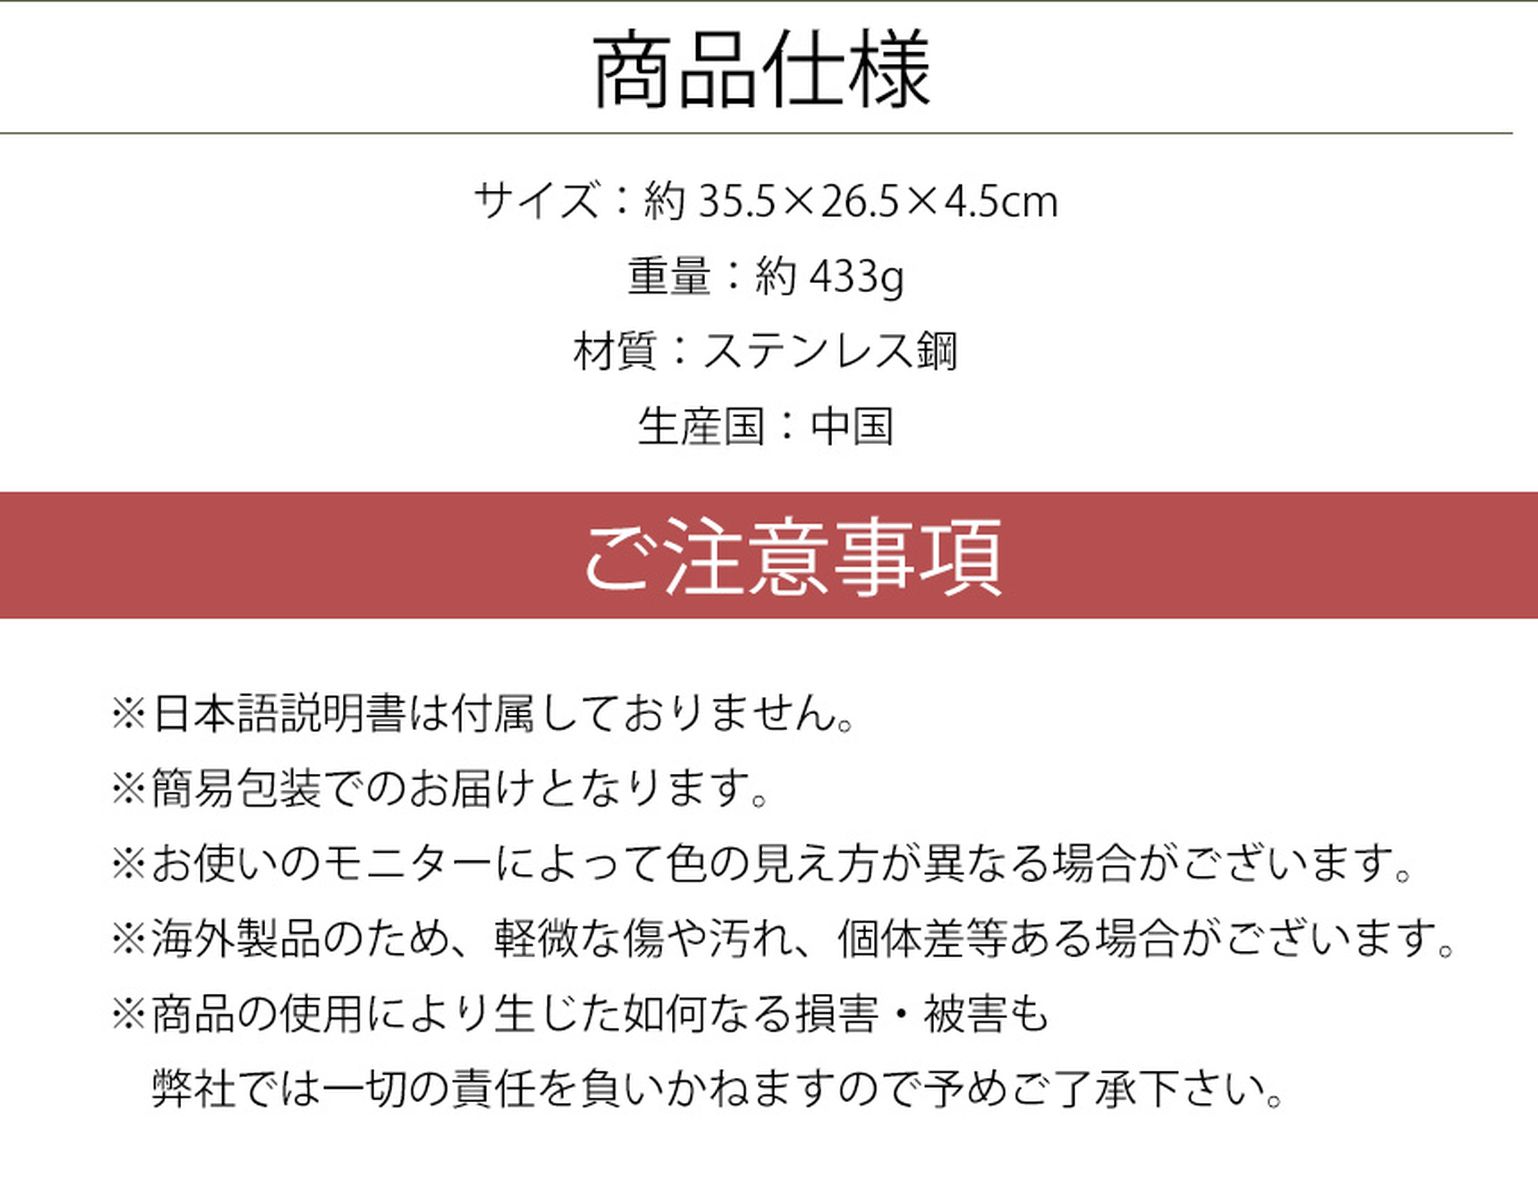 商品仕様
サイズ：約 35.5×26.5×4.5cm
重量：約 433g
材質：ステンレス鋼
生産国：中国
ご注意事項
※日本語説明書は付属しておりません。
※簡易包装でのお届けとなります。
※お使いのモニターによって色の見え方が異なる場合がございます。
※海外製品のため、軽微な傷や汚れ、個体差等ある場合がございます。
※商品の使用により生じた如何なる損害・被害も
弊社では一切の責任を負いかねますので予めご了承下さい。